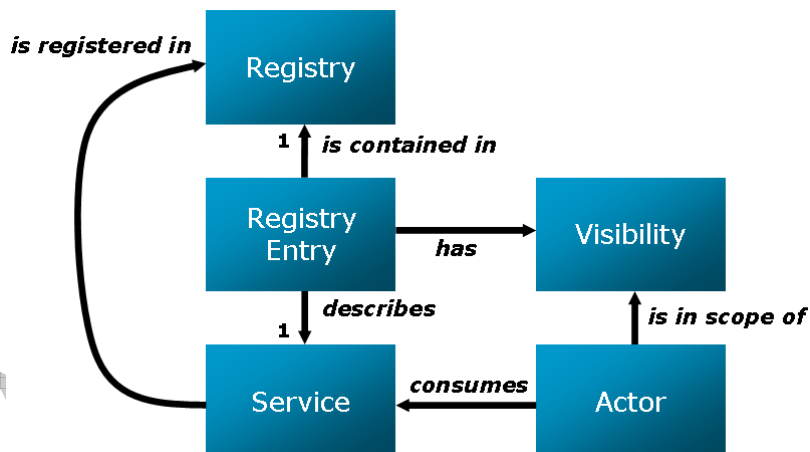 is registered in
Registry
1
is contained in
Registry
Entry
has
Visibility
describes
1
is in scope of
Service
consumes
Actor